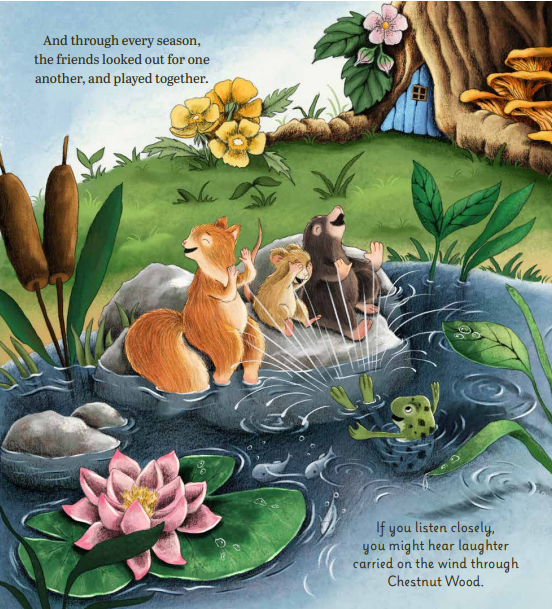 And through every season,
the friends looked out for one
another, and played together.
If you listen closely,
you might hear laughter
carried on the wind through
Chestnut Wood.